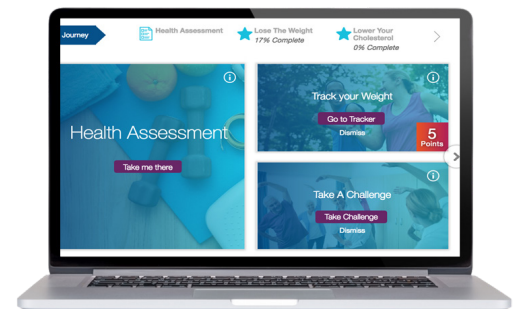 Journey
Health Assessment
Lose The Weight
17% Complete
Lower Your
Cholesterol
0% Complete
Health Assessment
Take me there
Track your Weight
Go to Tracker
Dismiss
5
Points
Take A Challenge
Take Challenge
Dismiss